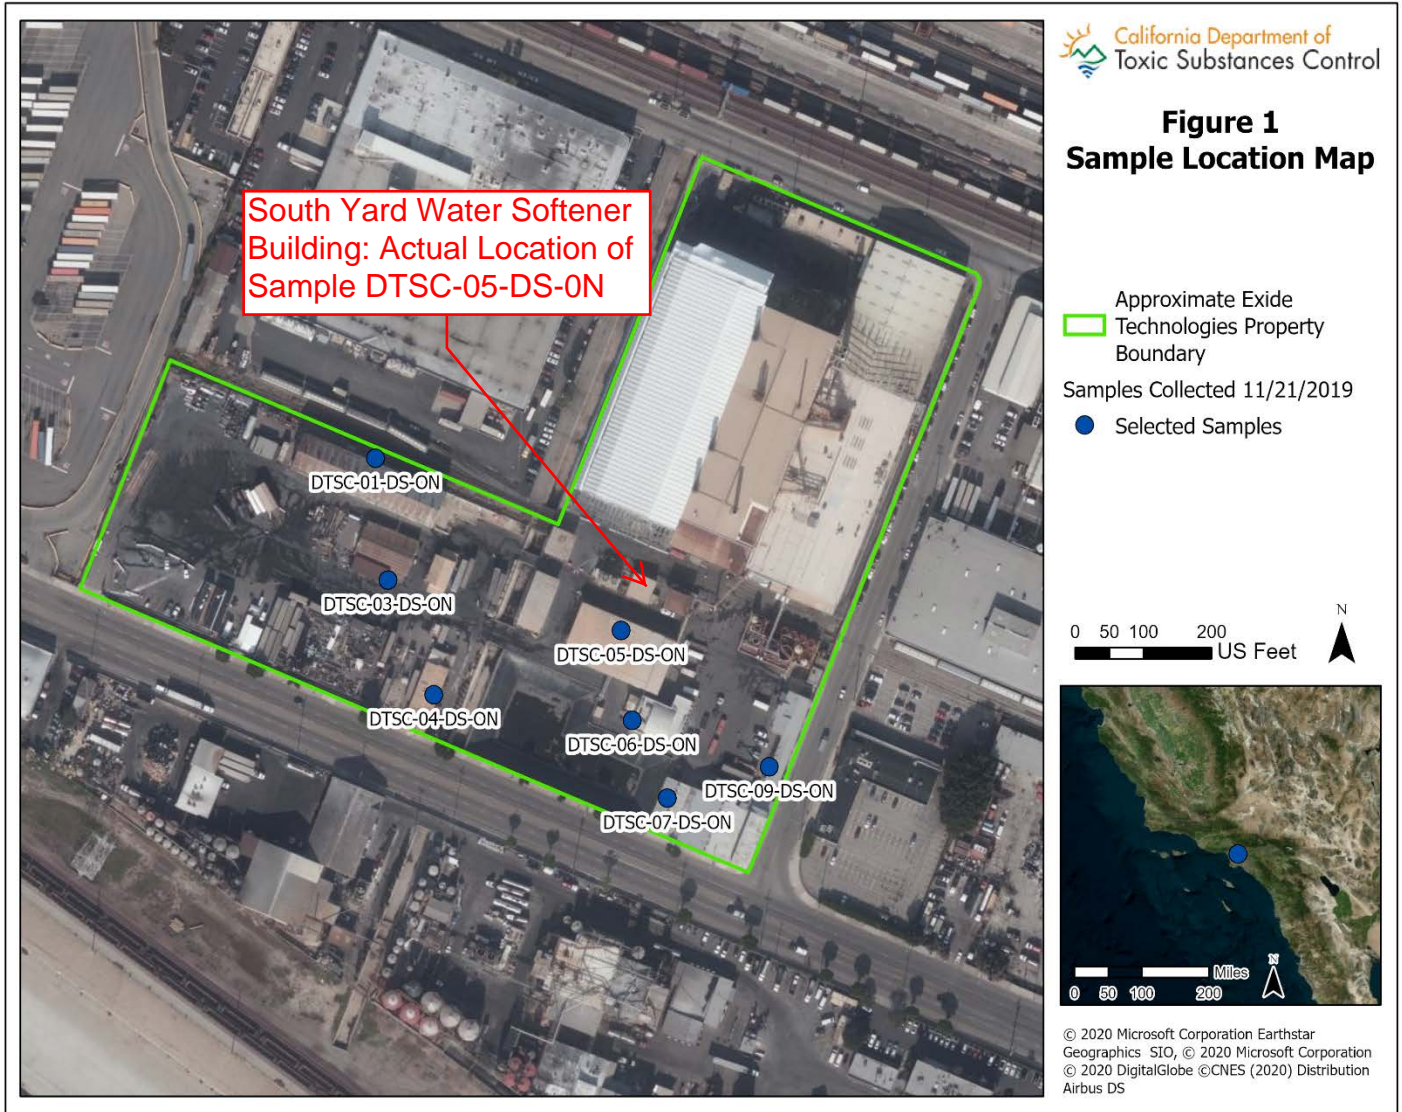 California Department of
Toxic Substances Control
Figure 1
Sample Location Map
South Yard Water Softener
Building: Actual Location of
Sample DTSC-05-DS-0N
Approximate Exide
Technologies Property
Boundary
Samples Collected 11/21/2019
Selected Samples
DTSC-01-DS-ON
DTSC-03-DS-ON
DTSC-05-DS-ON
DTSC-04-DS-ON
DTSC-06-DS-ON
DTSC-09-DS-ON
DTSC-07-DS-ON
N
0 50 100 200
US Feet
N
Miles
0 50 100 200
© 2020 Microsoft Corporation Earthstar
Geographics SIO, © 2020 Microsoft Corporation
© 2020 DigitalGlobe ©CNES (2020) Distribution
Airbus DS